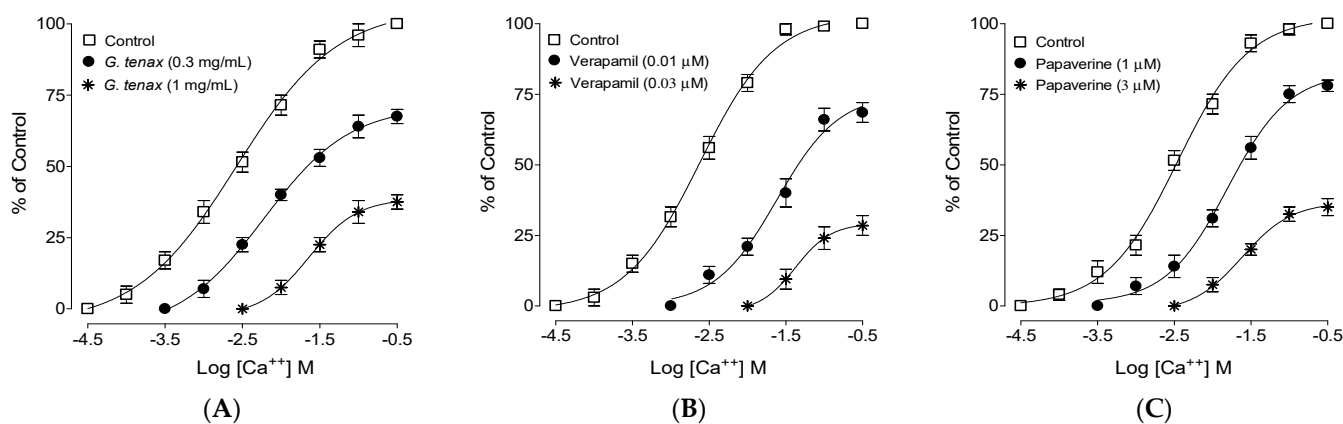 100
75
50
25
0
% of Control
Control
G. tenax (0.3 mg/mL)
G. tenax (1 mg/mL)
-4.5 -3.5 -2.5 -1.5 -0.5
Log [Ca++] M
(A)
100
75
50
25
0
% of Control
Control
Verapamil (0.01 μM)
Verapamil (0.03 μM)
-4.5 -3.5 -2.5 -1.5 -0.5
Log [Ca++] M
(B)
100
75
50
25
0
% of Control
Control
Papaverine (1 μM)
Papaverine (3 μM)
-4.5 -3.5 -2.5 -1.5 -0.5
Log [Ca++] M
(C)